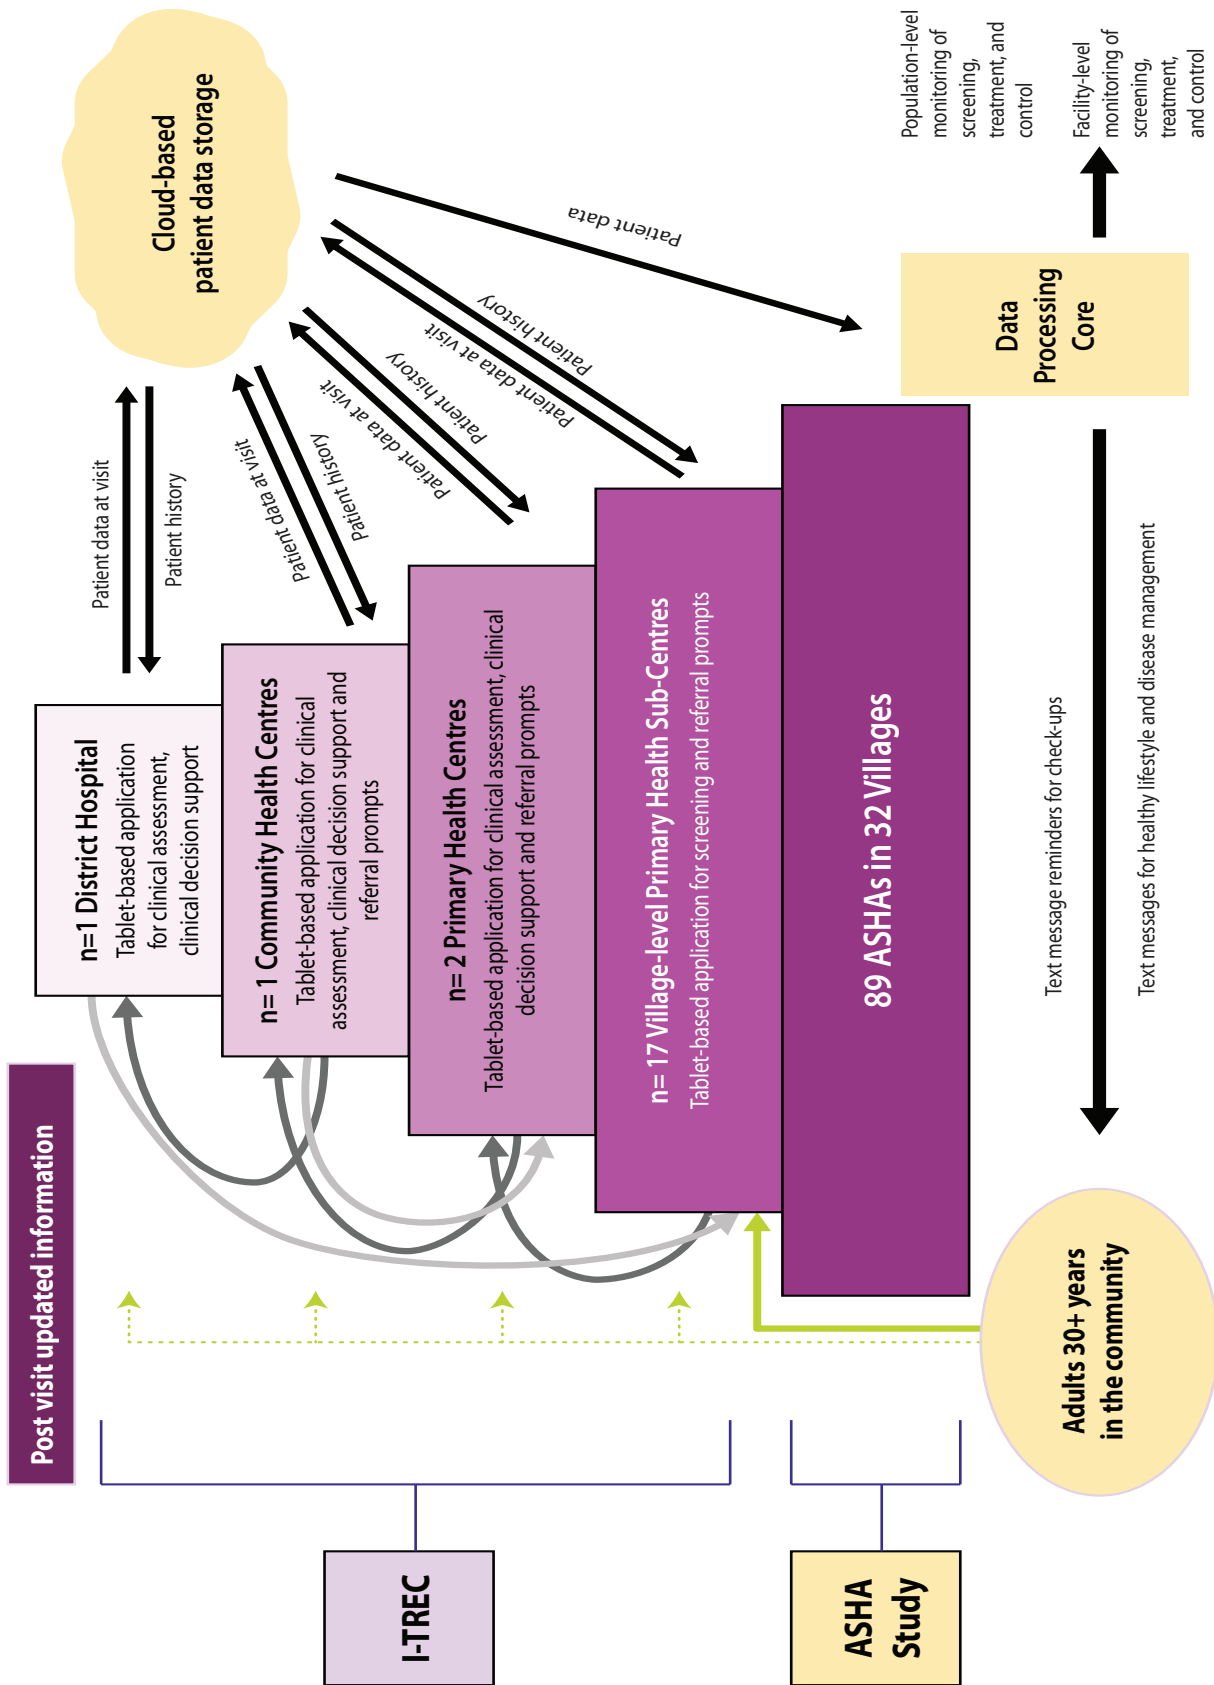 Post visit updated information
I-TREC
ASHA
Study
n=1 District Hospital
Tablet-based application
for clinical assessment,
clinical decision support
n= 1 Community Health Centres
Tablet-based application for clinical
assessment, clinical decision support and
referral prompts
n= 2 Primary Health Centres
Tablet-based application for clinical assessment, clinical
decision support and referral prompts
n= 17 Village-level Primary Health Sub-Centres
Tablet-based application for screening and referral prompts
89 ASHAs in 32 Villages
Adults 30+ years
in the community
Patient data at visit
Patient history
Patient data at visit
Patient history
Patient data at visit
Patient history
Patient data at visit
Patient history
Patient data
Cloud-based
patient data storage
Text message reminders for check-ups
Text messages for healthy lifestyle and disease management
Data
Processing
Core
Population-level
monitoring of
screening,
treatment, and
control
Facility-level
monitoring of
screening,
treatment,
and control